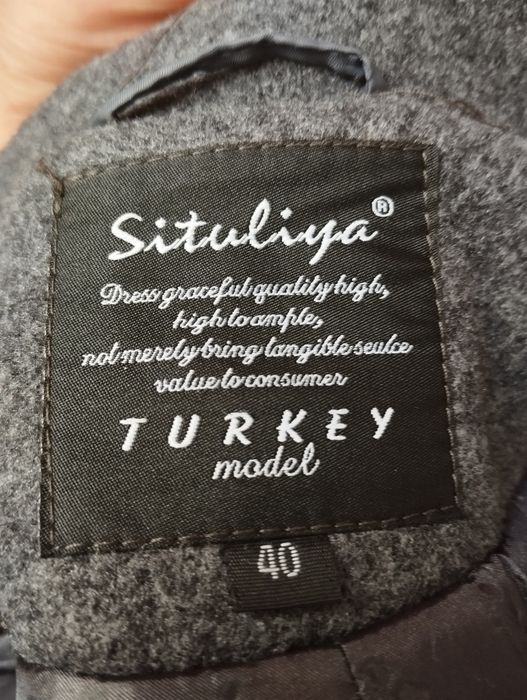 Situliya®
Dress graceful quality high,
high to ample,
not merely bring tangible seulce
value to consumer
TURKEY
model
40